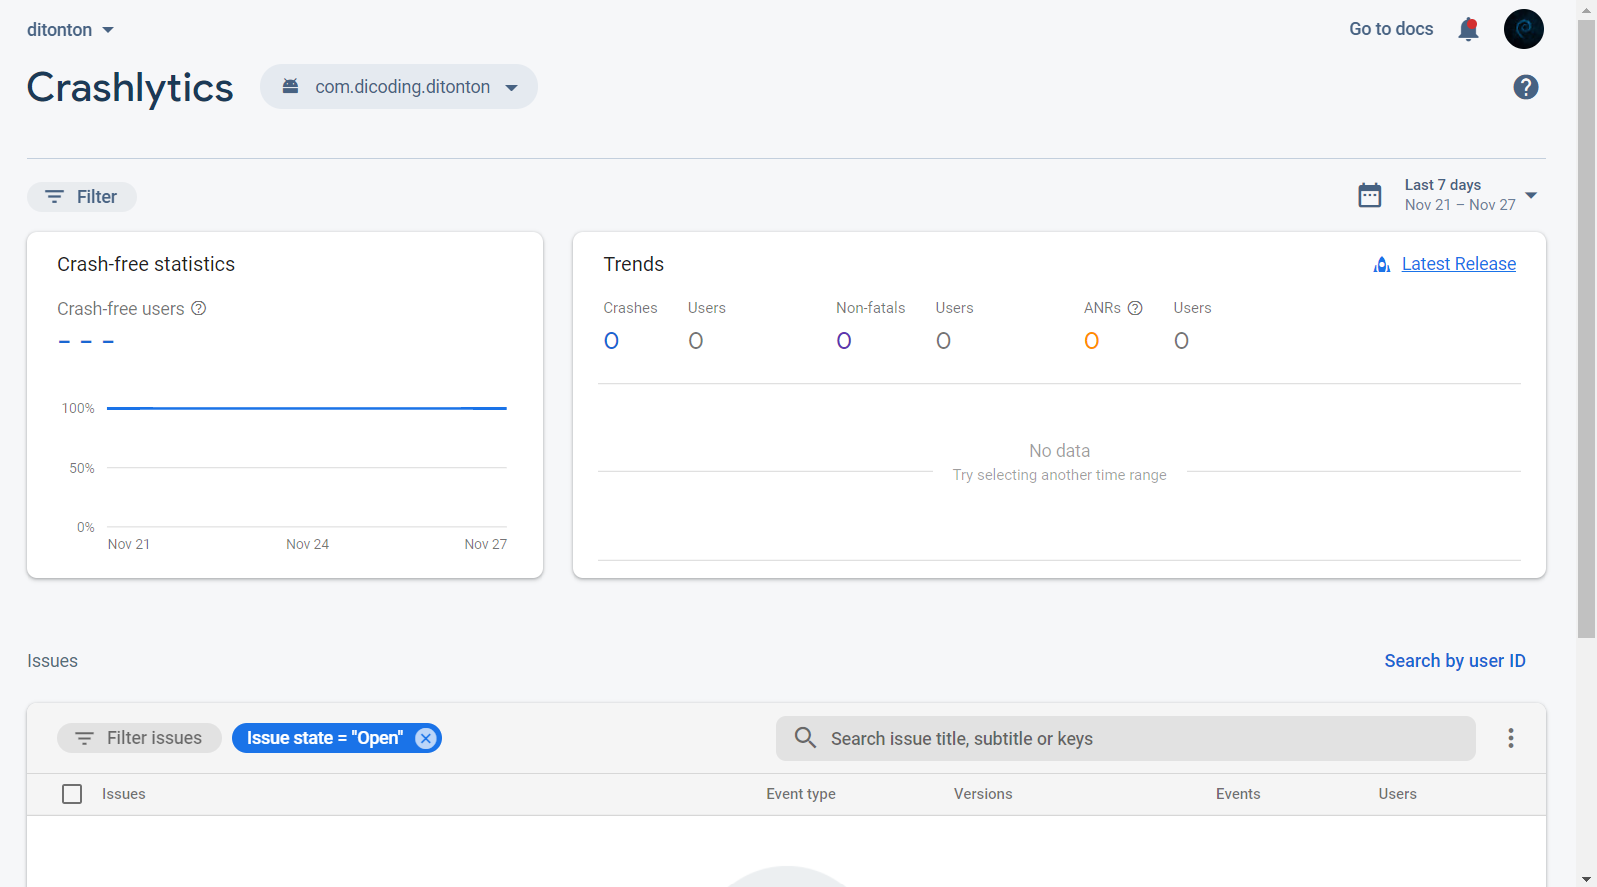 ditonton
Go to docs
Crashlytics
com.dicoding.ditonton
?
Filter
Last 7 days
Nov 21 – Nov 27
Crash-free statistics
Crash-free users ?
– – –
100%
50%
0%
Nov 21 Nov 24 Nov 27
Trends
Latest Release
Crashes Users Non-fatals Users ANRs ? Users
0 0 0 0 0 0
No data
Try selecting another time range
Issues
Search by user ID
Filter issues
Issue state = "Open"
Search issue title, subtitle or keys
Issues Event type Versions Events Users